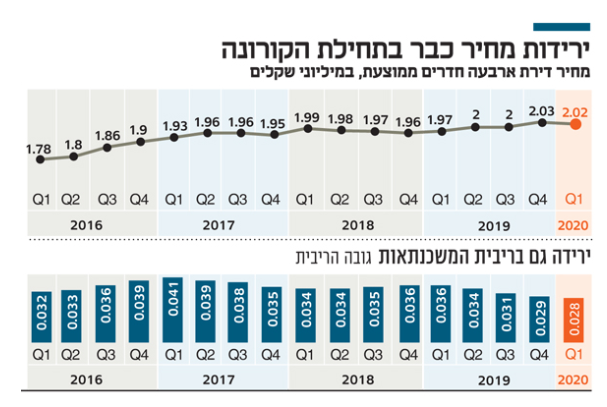 ירידות מחיר כבר בתחילת הקורונה
מחיר דירת ארבעה חדרים ממוצעת, במיליוני שקלים
1.78 1.8 1.86 1.9 1.93 1.96 1.96 1.95 1.99 1.98 1.97 1.96 1.97 2 2 2.03 2.02
Q1 Q2 Q3 Q4 Q1 Q2 Q3 Q4 Q1 Q2 Q3 Q4 Q1 Q2 Q3 Q4 Q1
2016 2017 2018 2019 2020
ירידה גם בריבית המשכנתאות גובה הריבית
0.032 0.033 0.036 0.039 0.041 0.039 0.038 0.035 0.034 0.034 0.035 0.036 0.036 0.034 0.031 0.029 0.028
Q1 Q2 Q3 Q4 Q1 Q2 Q3 Q4 Q1 Q2 Q3 Q4 Q1 Q2 Q3 Q4 Q1
2016 2017 2018 2019 2020